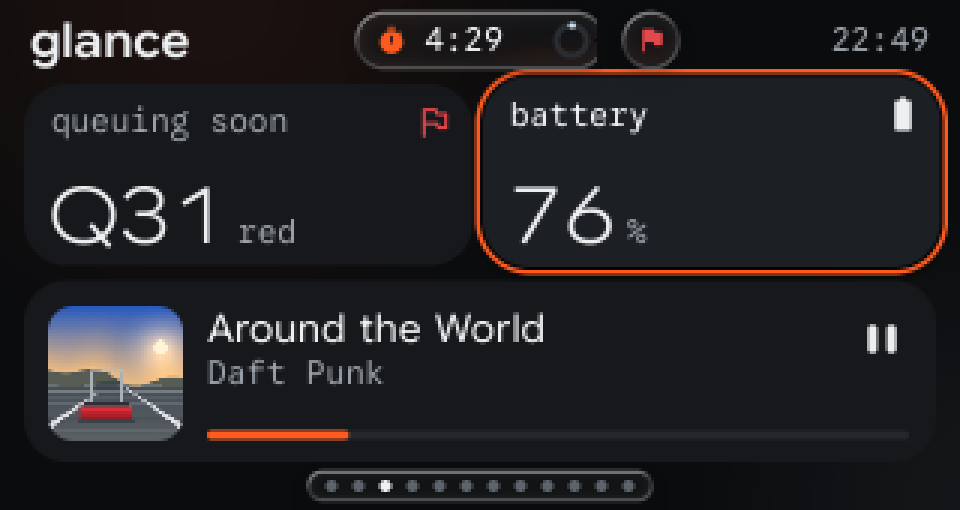 glance
4:29
22:49
queuing soon
Q31 red
battery
76 %
Around the World
Daft Punk